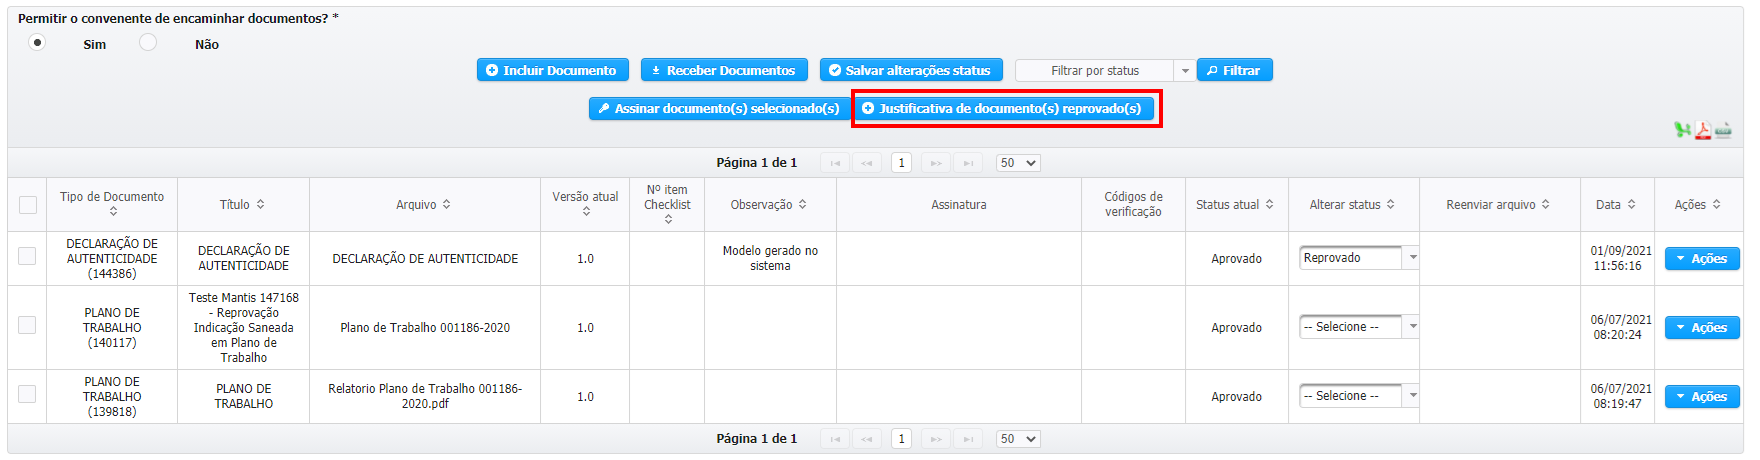 Permitir o convenente de encaminhar documentos? *
Sim Não
Incluir Documento Receber Documentos Salvar alterações status Filtrar por status Filtrar
Assinar documento(s) selecionado(s) Justificativa de documento(s) reprovado(s)
Página 1 de 1 1 50
Tipo de Documento Título Arquivo Versão atual Nº item Checklist Observação Assinatura Códigos de verificação Status atual Alterar status Reenviar arquivo Data Ações
DECLARAÇÃO DE AUTENTICIDADE (144386) DECLARAÇÃO DE AUTENTICIDADE DECLARAÇÃO DE AUTENTICIDADE 1.0 Modelo gerado no sistema Aprovado Reprovado 01/09/2021 11:56:16 Ações
PLANO DE TRABALHO (140117) Teste Mantis 147168 - Reprovação Indicação Saneada em Plano de Trabalho Plano de Trabalho 001186-2020 1.0 Aprovado -- Selecione -- 06/07/2021 08:20:24 Ações
PLANO DE TRABALHO (139818) PLANO DE TRABALHO Relatorio Plano de Trabalho 001186-2020.pdf 1.0 Aprovado -- Selecione -- 06/07/2021 08:19:47 Ações
Página 1 de 1 1 50